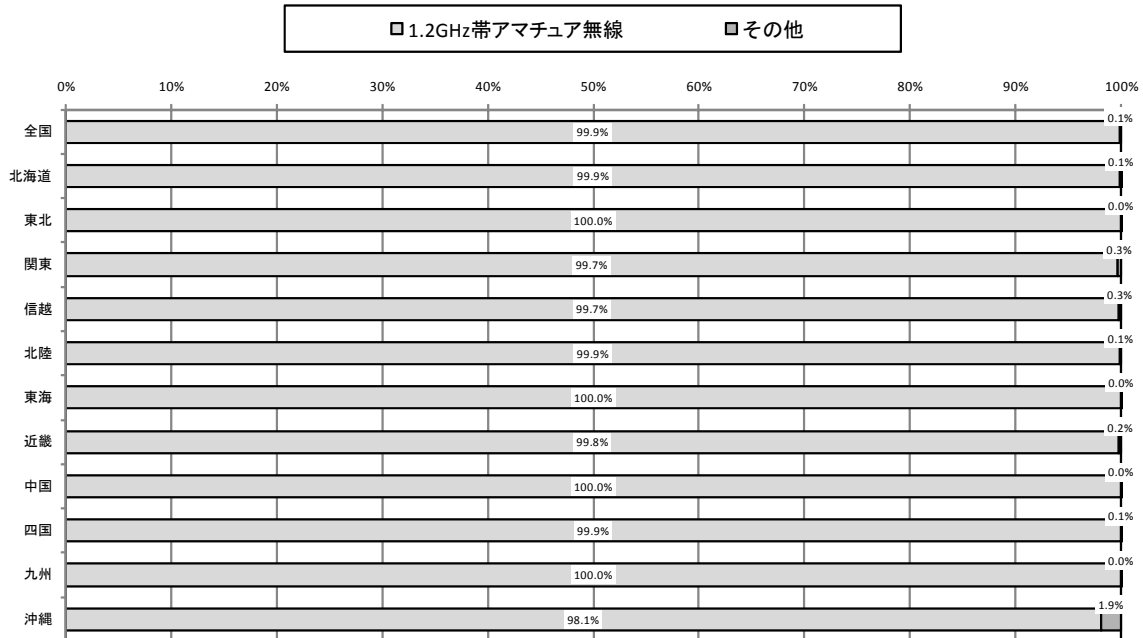 1.2GHz帯アマチュア無線 その他
0% 10% 20% 30% 40% 50% 60% 70% 80% 90% 100%
全国 99.9% 0.1%
北海道 99.9% 0.1%
東北 100.0% 0.0%
関東 99.7% 0.3%
信越 99.7% 0.3%
北陸 99.9% 0.1%
東海 100.0% 0.0%
近畿 99.8% 0.2%
中国 100.0% 0.0%
四国 99.9% 0.1%
九州 100.0% 0.0%
沖縄 98.1% 1.9%